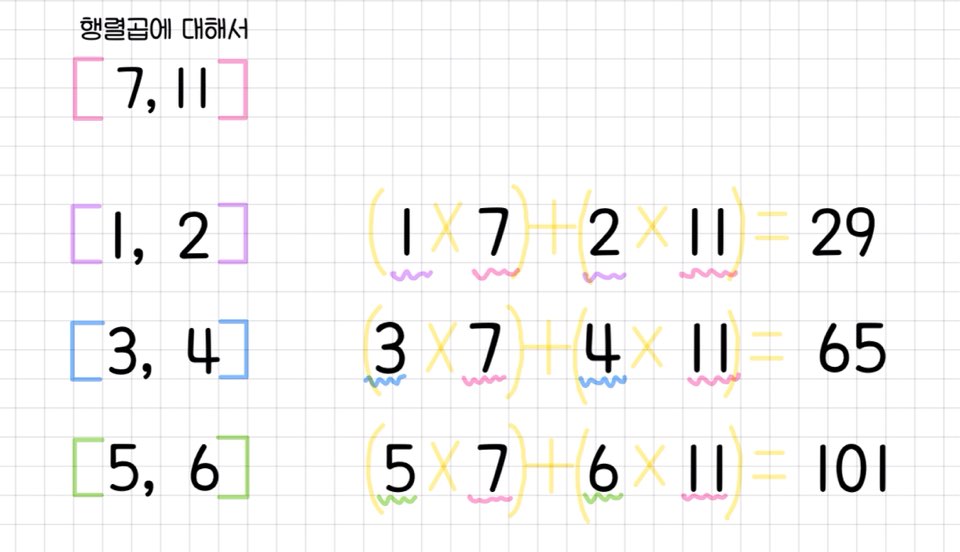 행렬곱에 대해서
[ 7, 11 ]
[ 1, 2 ] (1 × 7) + (2 × 11) = 29
[ 3, 4 ] (3 × 7) + (4 × 11) = 65
[ 5, 6 ] (5 × 7) + (6 × 11) = 101